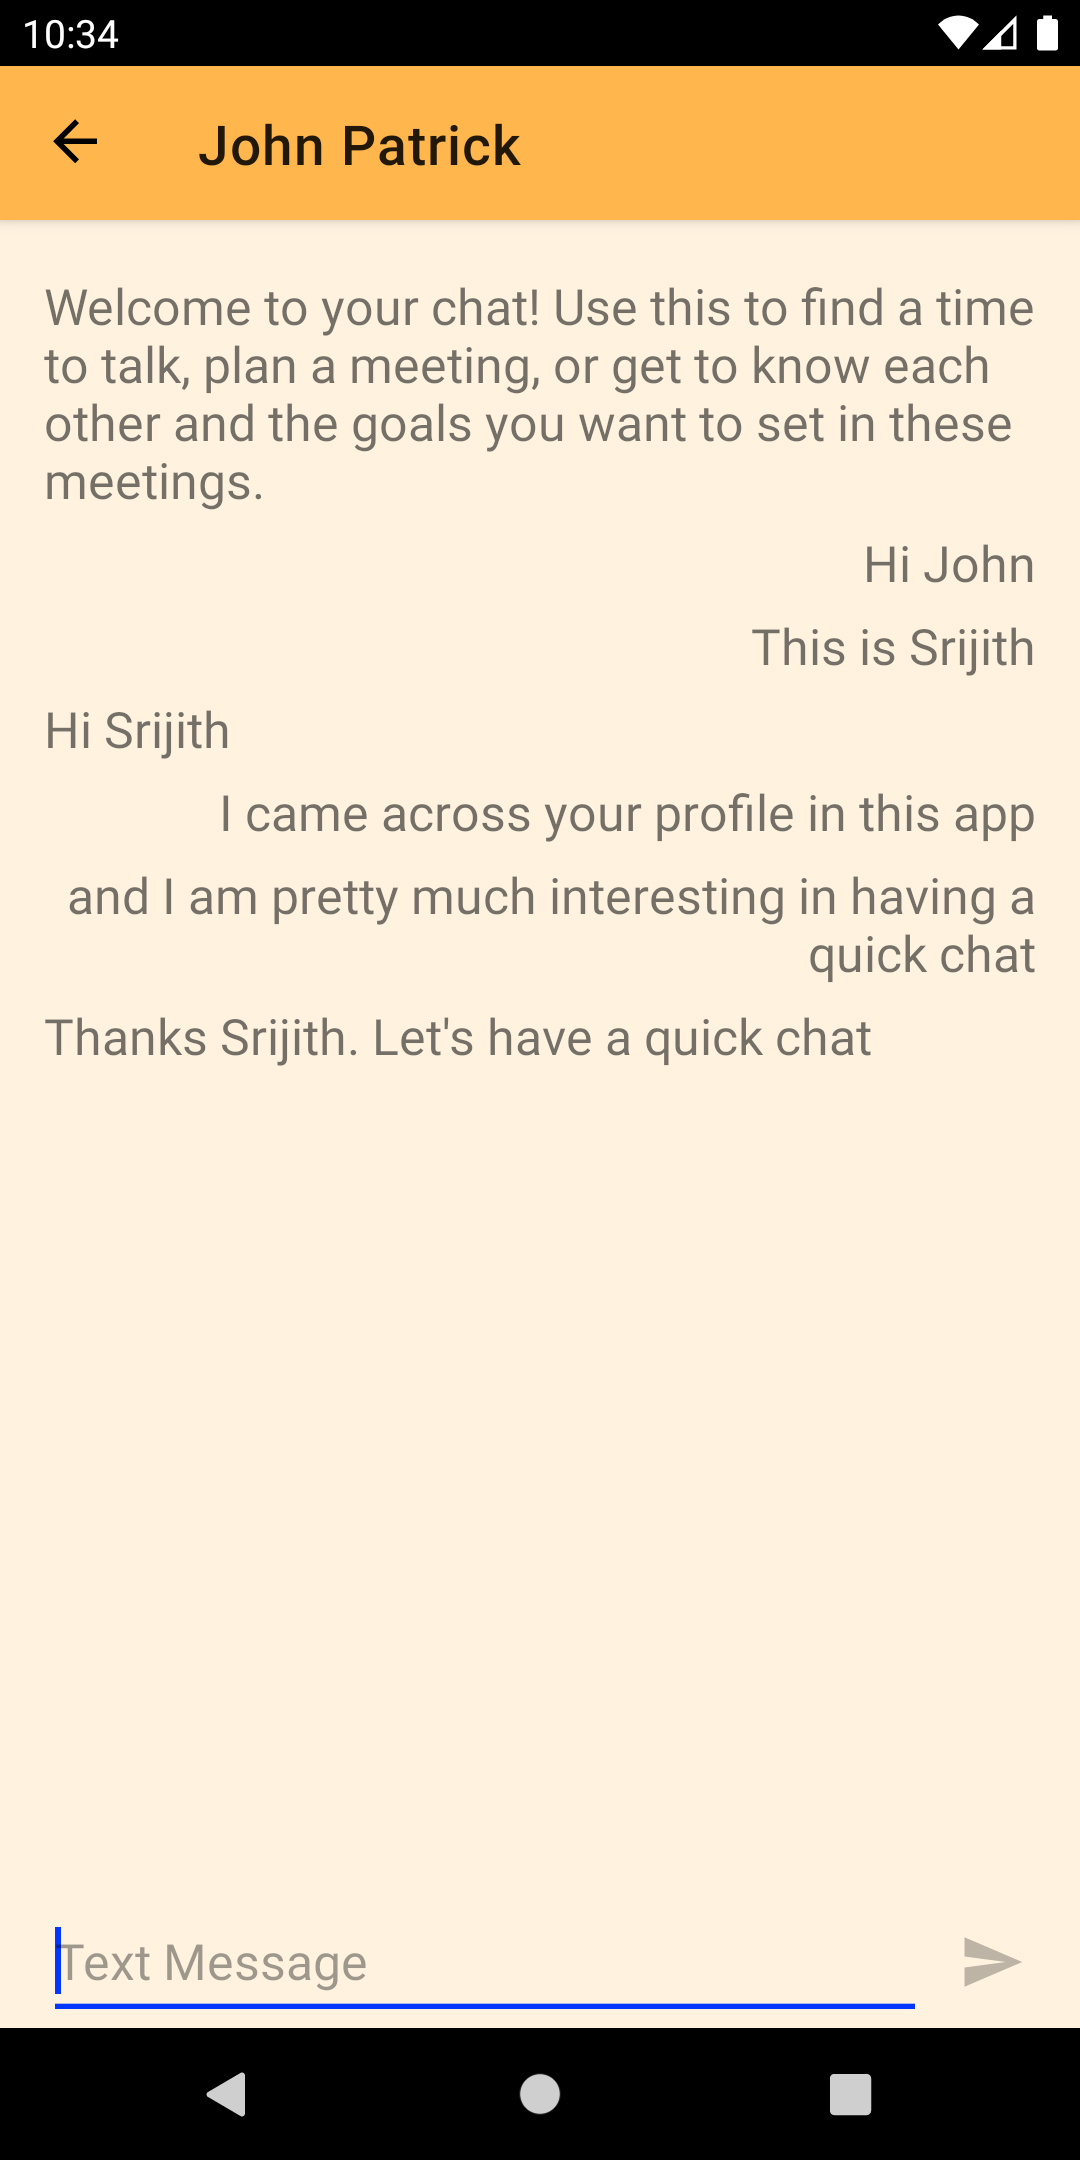 10:34
John Patrick
Welcome to your chat! Use this to find a time
to talk, plan a meeting, or get to know each
other and the goals you want to set in these
meetings.
Hi John
This is Srijith
Hi Srijith
I came across your profile in this app
and I am pretty much interesting in having a
quick chat
Thanks Srijith. Let's have a quick chat
Text Message